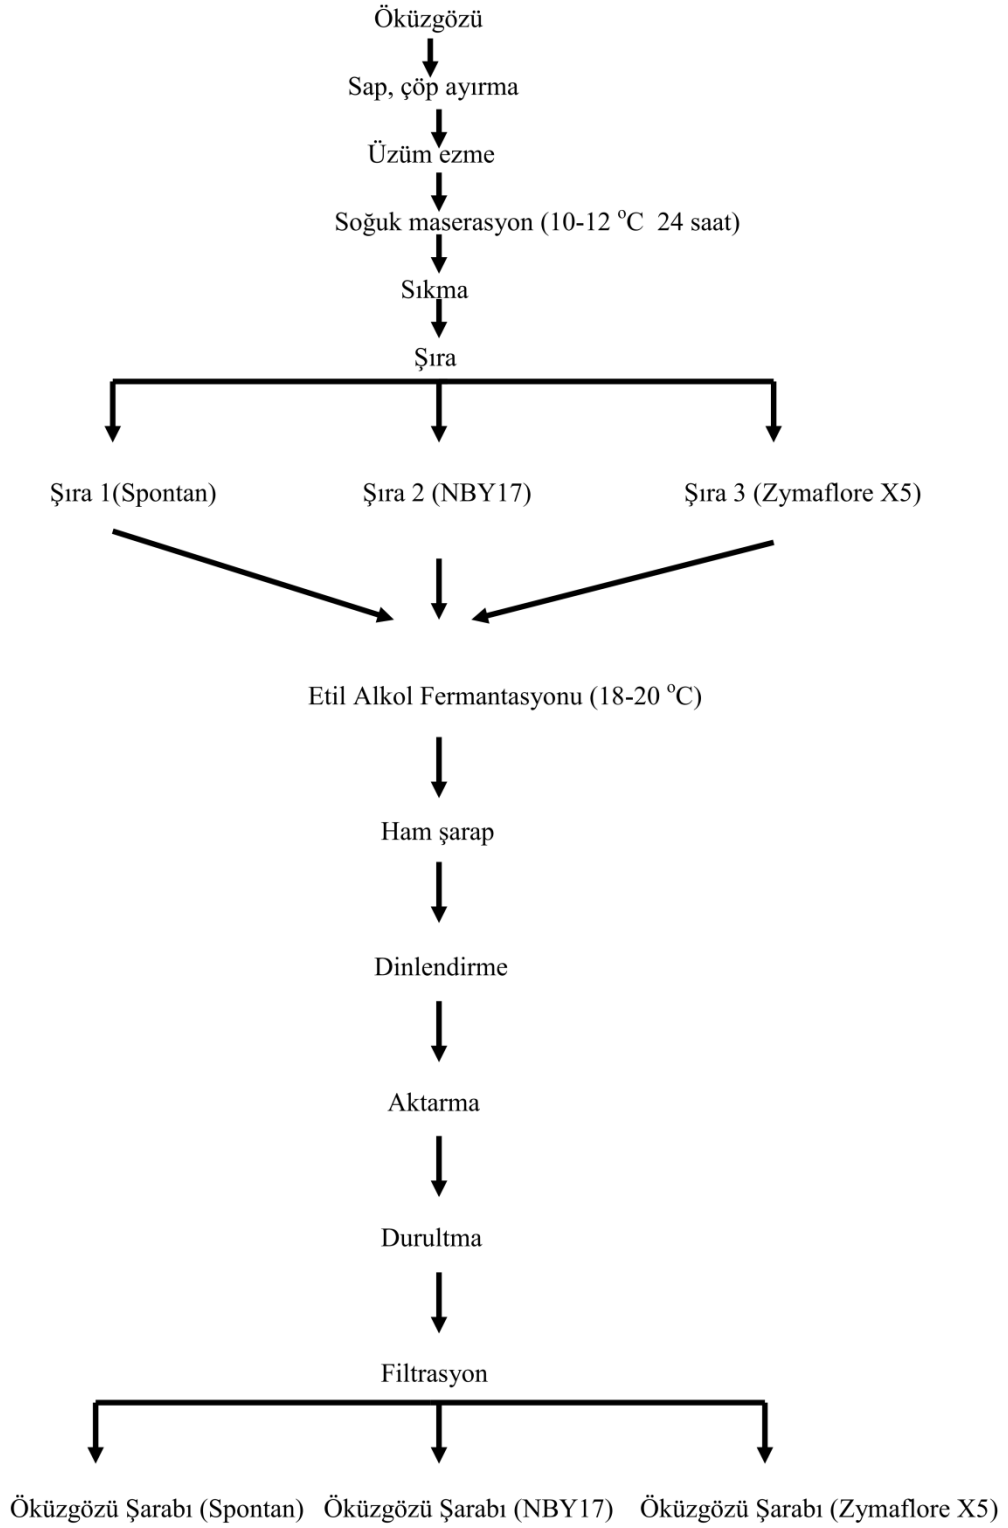 Öküzgözü
Sap, çöp ayırma
Üzüm ezme
Soğuk maserasyon (10-12 °C  24 saat)
Sıkma
Şıra
Şıra 1(Spontan) Şıra 2 (NBY17) Şıra 3 (Zymaflore X5)
Etil Alkol Fermantasyonu (18-20 °C)
Ham şarap
Dinlendirme
Aktarma
Durultma
Filtrasyon
Öküzgözü Şarabı (Spontan) Öküzgözü Şarabı (NBY17) Öküzgözü Şarabı (Zymaflore X5)